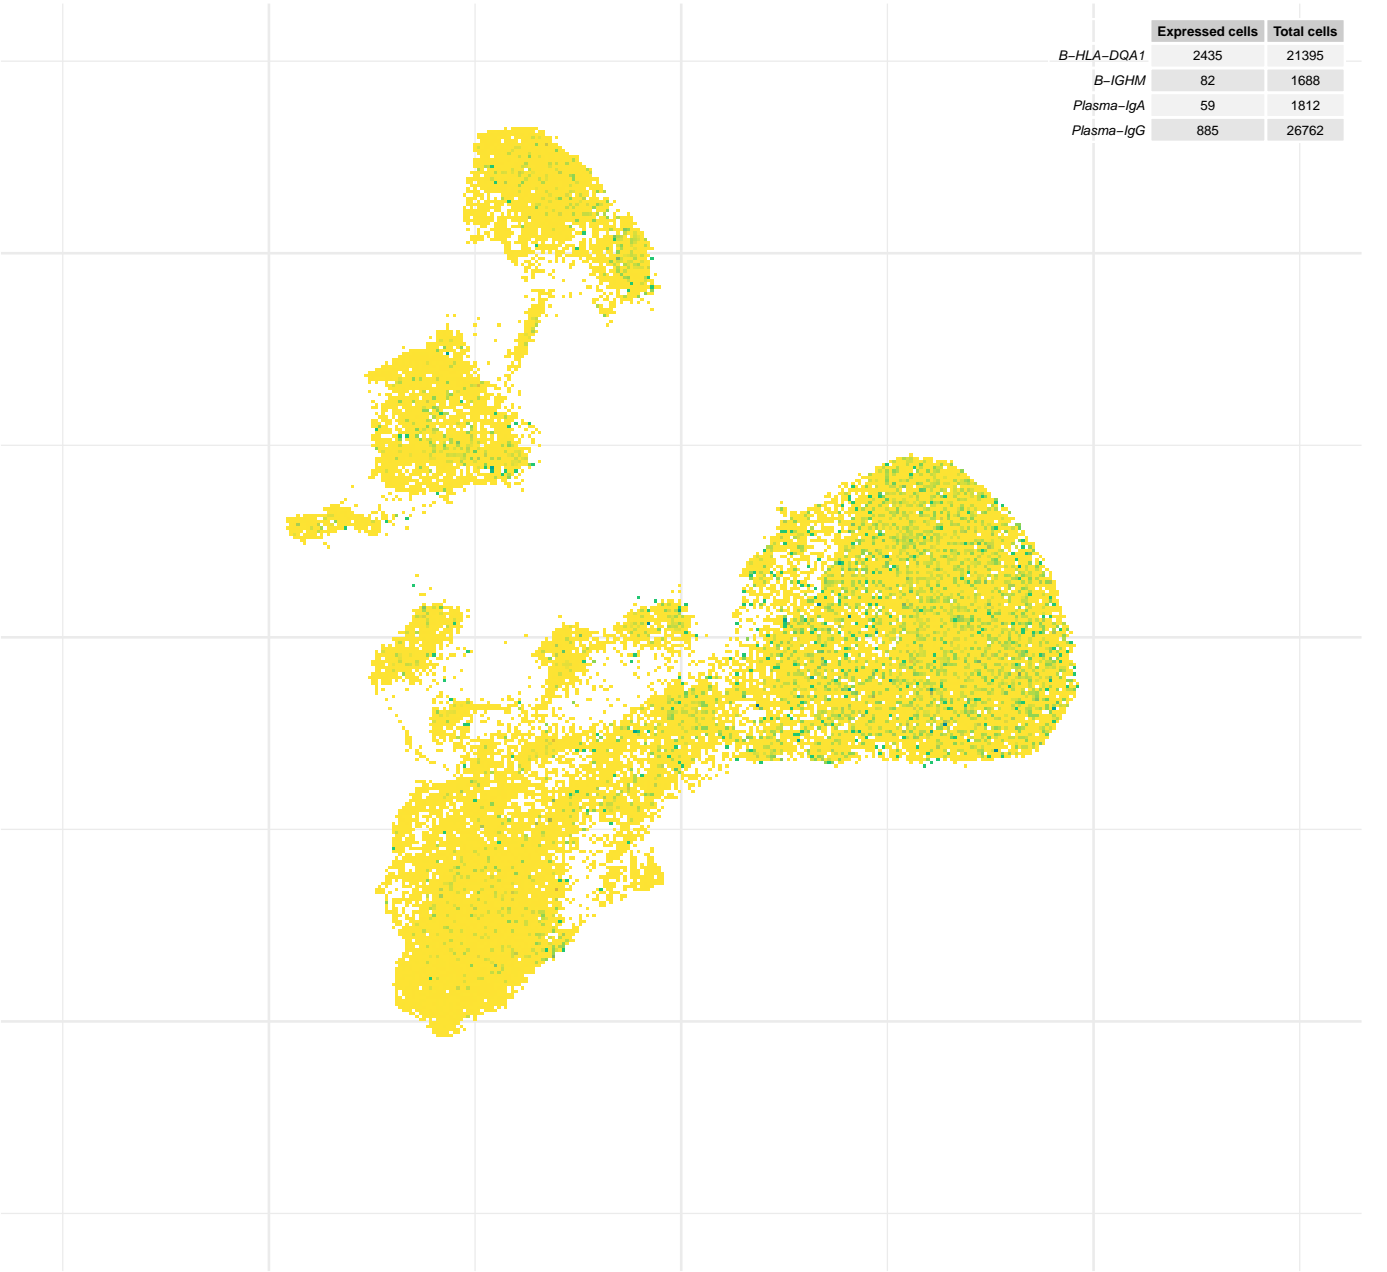 Expressed cells Total cells
B−HLA−DQA1 2435 21395
B−IGHM 82 1688
Plasma−IgA 59 1812
Plasma−IgG 885 26762